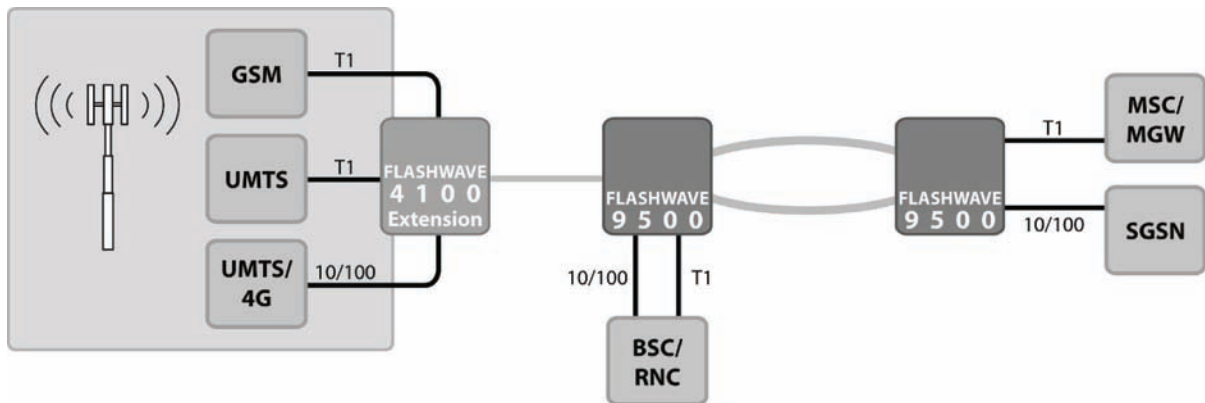 GSM
T1
UMTS
T1
UMTS/
4G
10/100
FLASHWAVE
4 1 0 0
Extension
FLASHWAVE
9 5 0 0
10/100
T1
BSC/
RNC
FLASHWAVE
9 5 0 0
T1
MSC/
MGW
10/100
SGSN